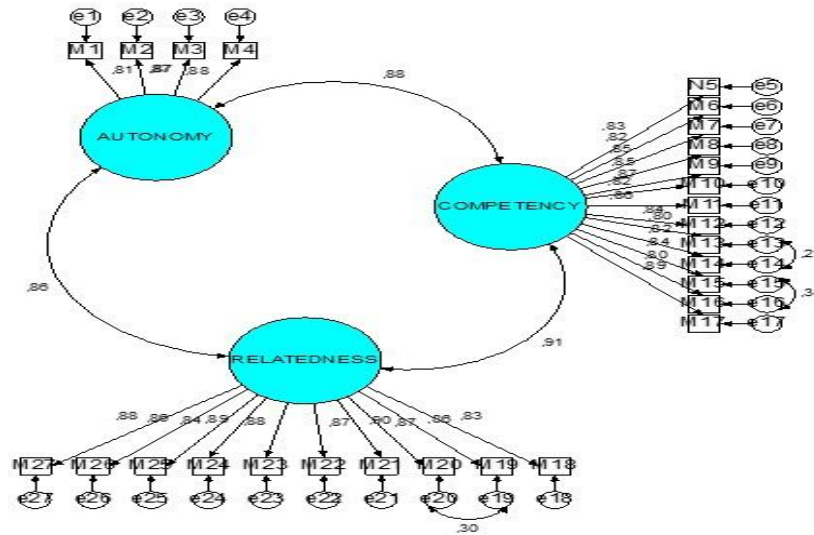 e1 e2 e3 e4
M1 M2 M3 M4
,81 ,87 ,88
,88
AUTONOMY
N5 e5
M6 e6
M7 e7
M8 e8
M9 e9
M10 e10
M11 e11
M12 e12
M13 e13
M14 e14
M15 e15
M16 e16
M17 e17
,83
,82
,85
,85
,87
,82
,86
,84
,80
,82
,84
,80
,89
COMPETENCY
,86
,91
RELATEDNESS
,88 ,84 ,89 ,88 ,87 ,90 ,87 ,86 ,83
M27 M26 M25 M24 M23 M22 M21 M20 M19 M18
e27 e26 e25 e24 e23 e22 e21 e20 e19 e18
,30